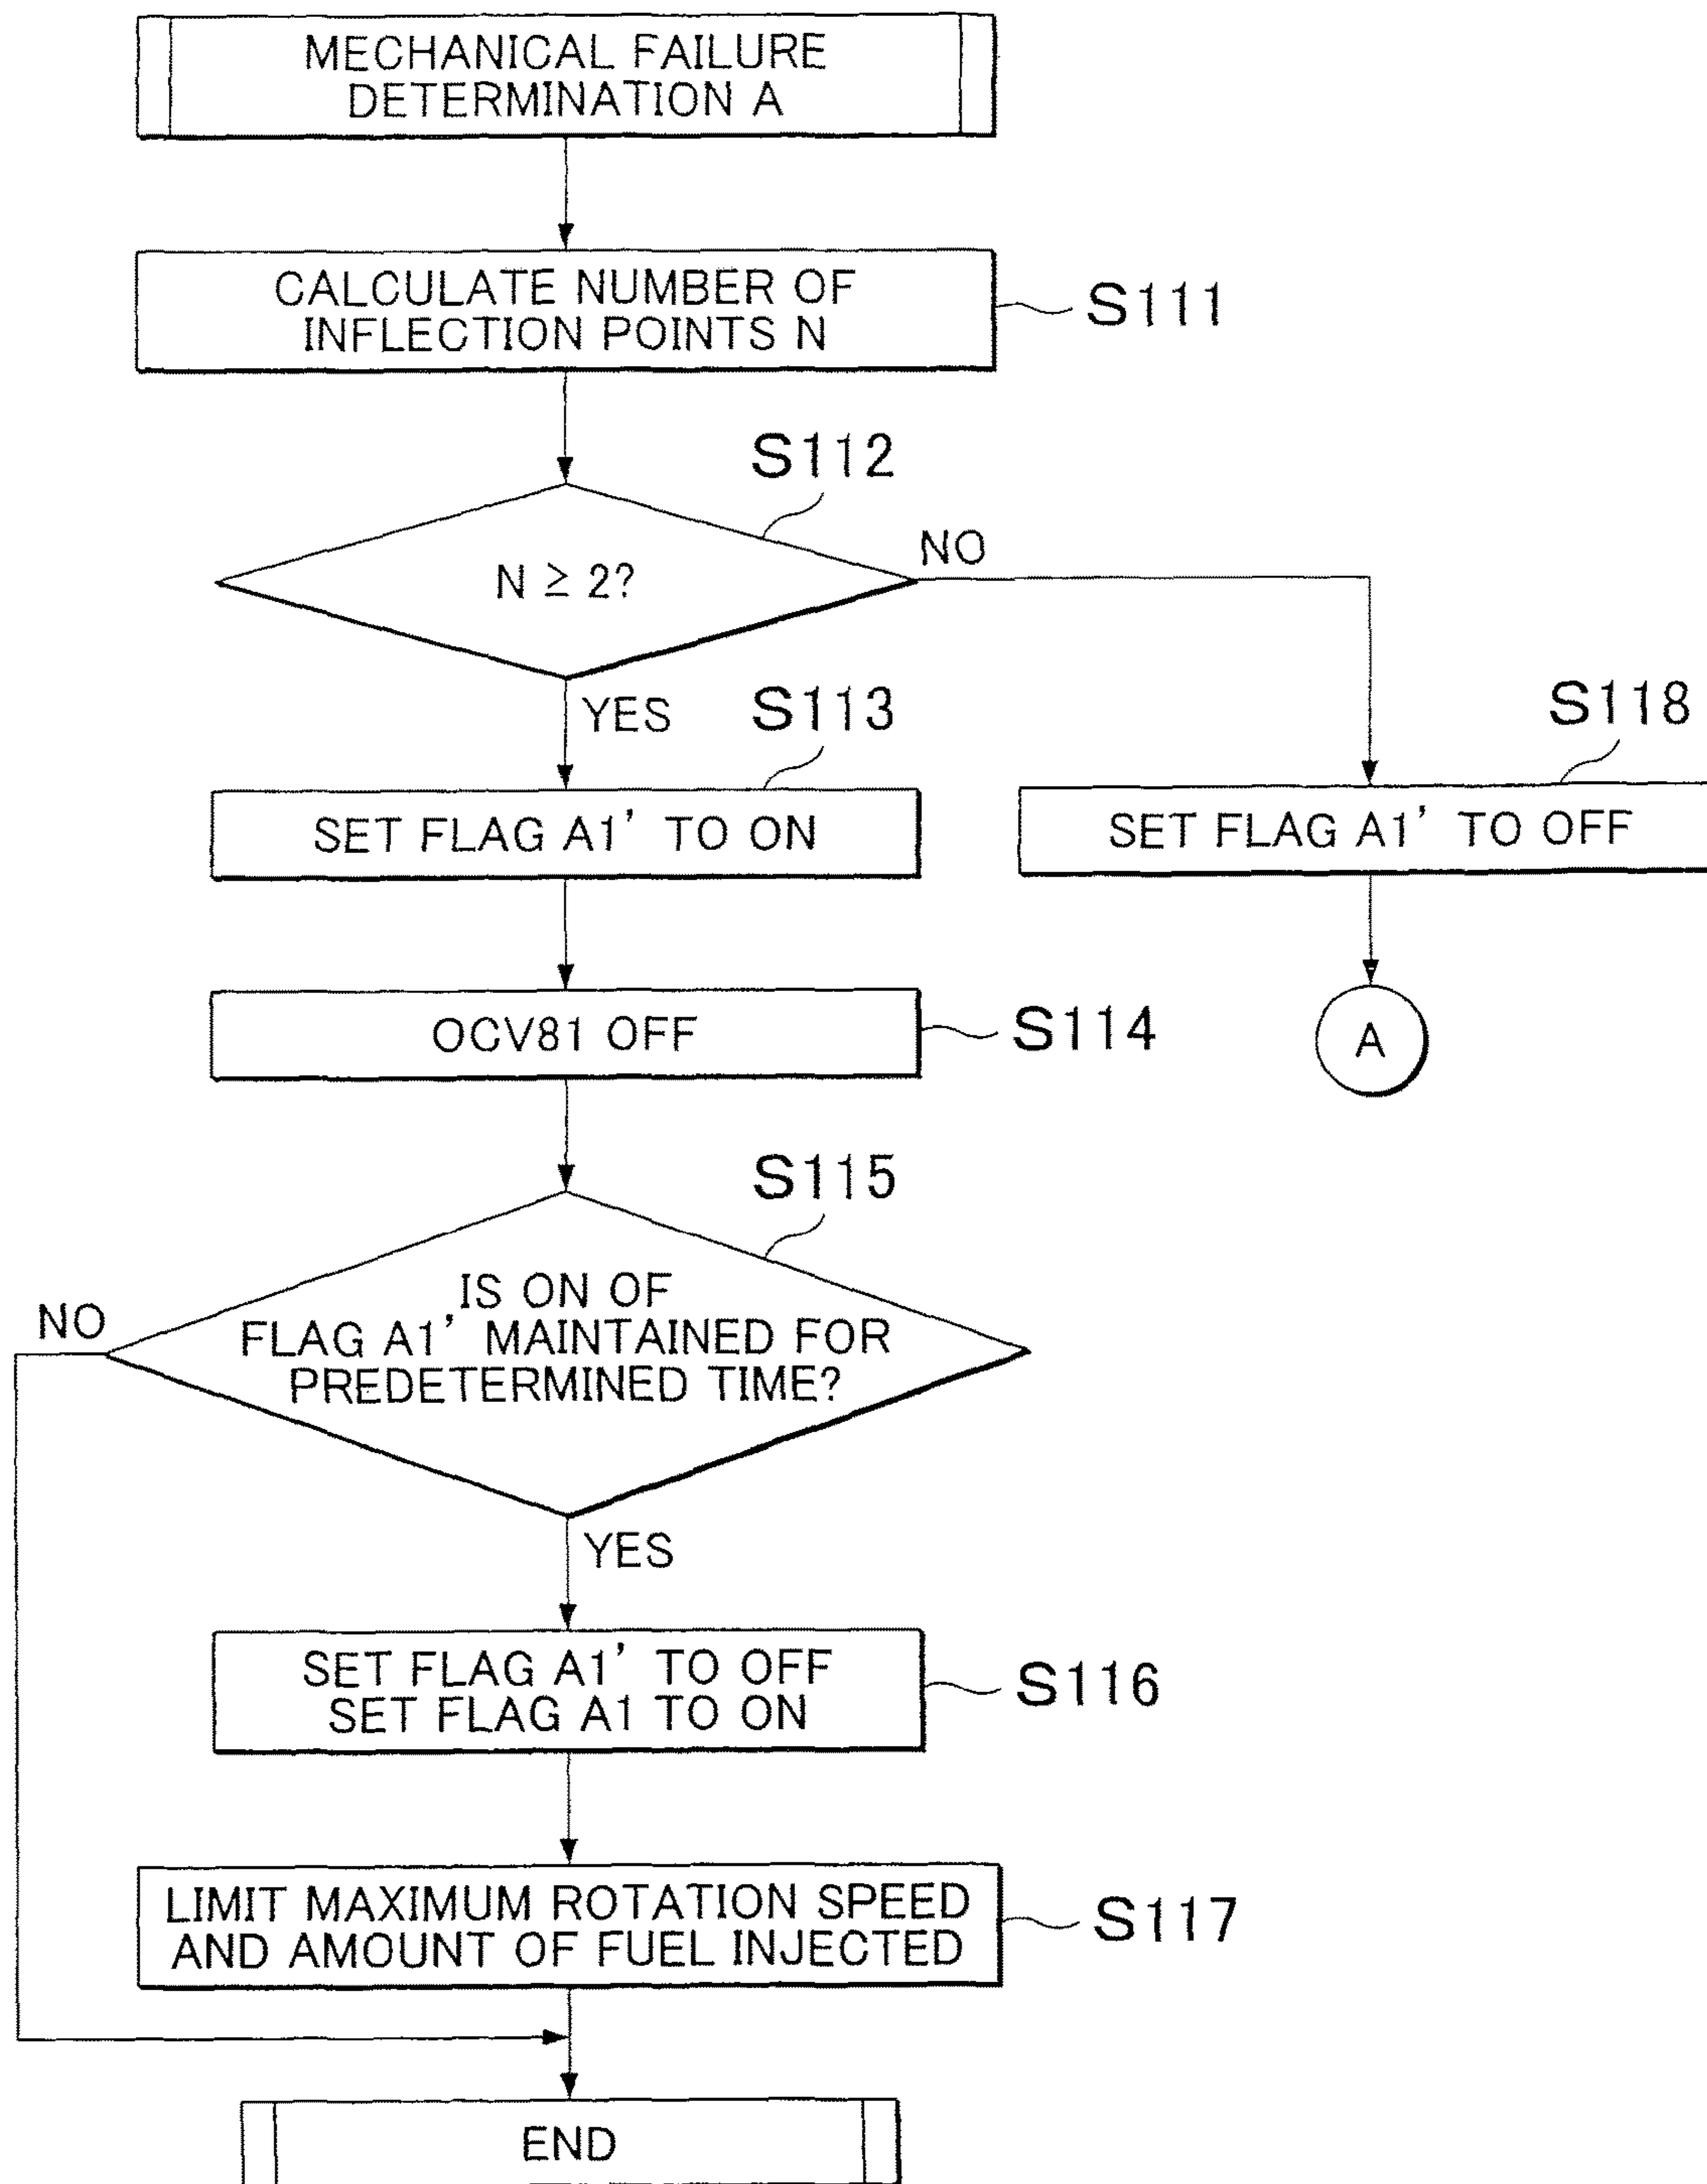 MECHANICAL FAILURE
DETERMINATION A
CALCULATE NUMBER OF
INFLECTION POINTS N
S111
S112
N ≥ 2?
NO
YES
S113
S118
SET FLAG A1' TO ON
SET FLAG A1' TO OFF
OCV81 OFF
S114
A
S115
IS ON OF
FLAG A1' MAINTAINED FOR
PREDETERMINED TIME?
NO
YES
SET FLAG A1' TO OFF
SET FLAG A1 TO ON
S116
LIMIT MAXIMUM ROTATION SPEED
AND AMOUNT OF FUEL INJECTED
S117
END